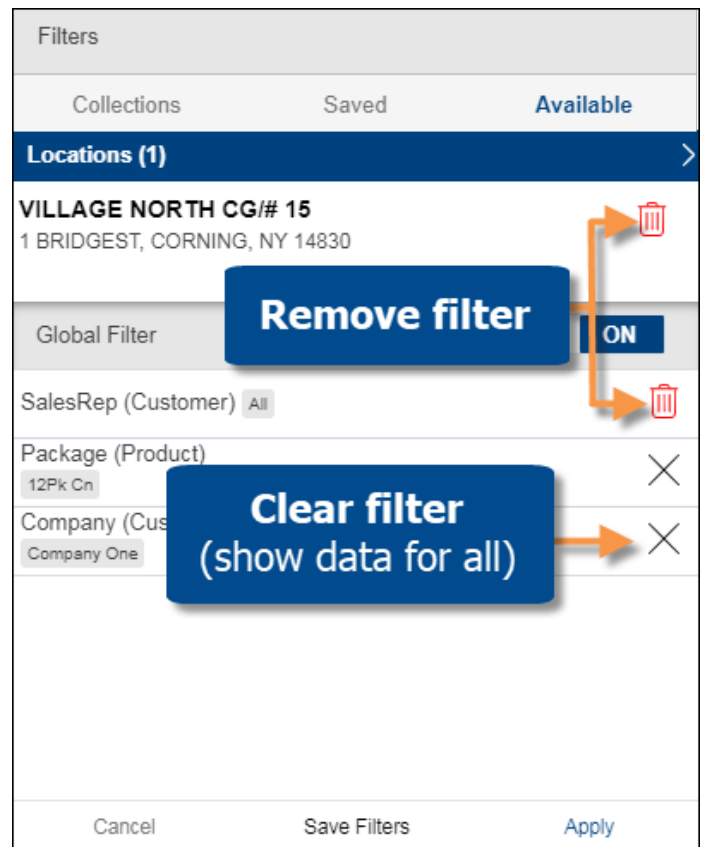 Filters
Collections Saved Available
Locations (1)
VILLAGE NORTH CG/# 15
1 BRIDGEST, CORNING, NY 14830
Remove filter
Global Filter ON
SalesRep (Customer) All
Package (Product)
12Pk Cn
Clear filter
Company (Cus
(show data for all)
Company One
Cancel Save Filters Apply